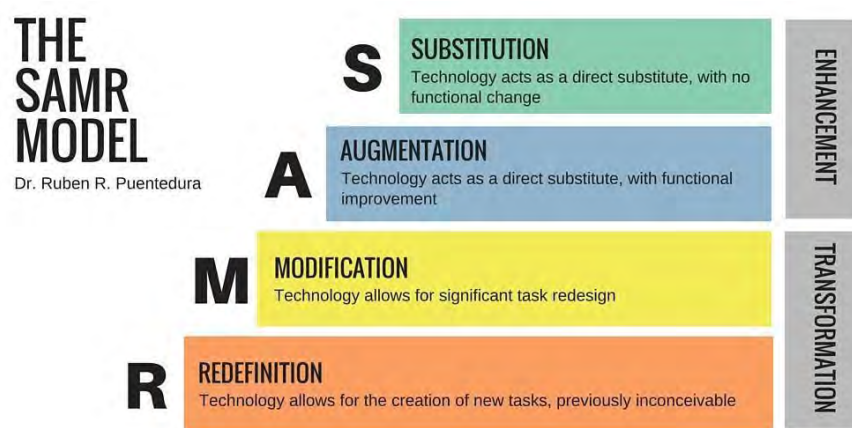 THE
SAMR
MODEL
Dr. Ruben R. Puentedura
S
SUBSTITUTION
Technology acts as a direct substitute, with no
functional change
A
AUGMENTATION
Technology acts as a direct substitute, with functional
improvement
ENHANCEMENT
M
MODIFICATION
Technology allows for significant task redesign
R
REDEFINITION
Technology allows for the creation of new tasks, previously inconceivable
TRANSFORMATION